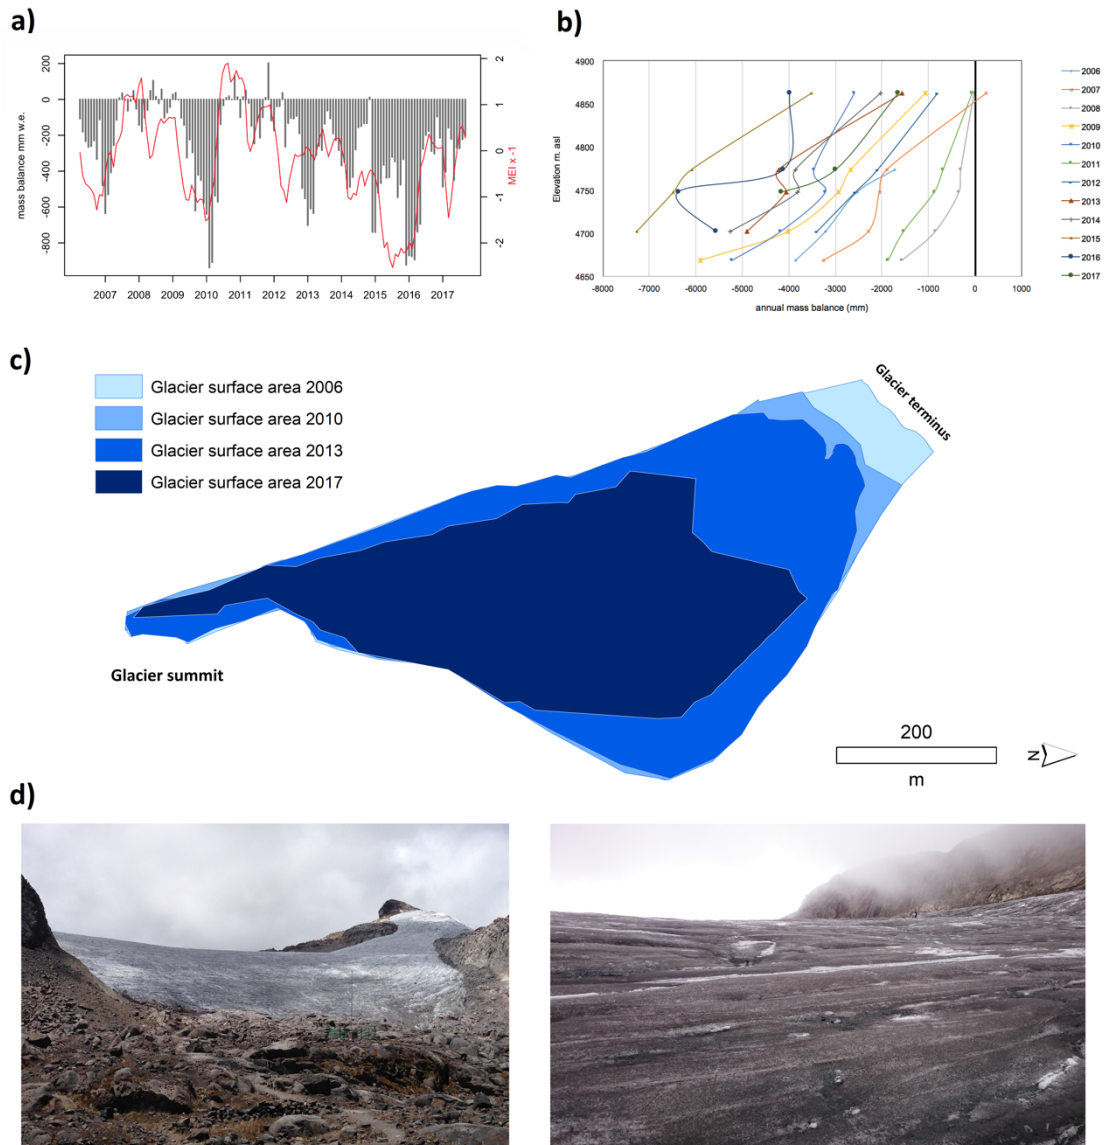 a)
mass balance mm w.e.
200
0
-200
-400
-600
800
2
1
0
-1
-2
MEI x -1
2007 2008 2009 2010 2011 2012 2013 2014 2015 2016 2017
b)
Elevation m. asl
4900
4850
4800
4750
4700
4650
-8000 -7000 -6000 -5000 -4000 -3000 -2000 -1000 0 1000
annual mass balance (mm)
2006
2007
2008
2009
2010
2011
2012
2013
2014
2015
2016
2017
c)
Glacier surface area 2006
Glacier surface area 2010
Glacier surface area 2013
Glacier surface area 2017
Glacier terminus
Glacier summit
200
m
N
d)